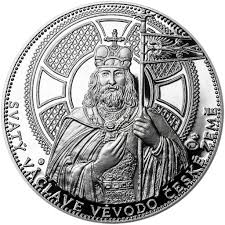 SVATÝ VÁCLAVE VÉVODO ČESKÉ ZEMĚ